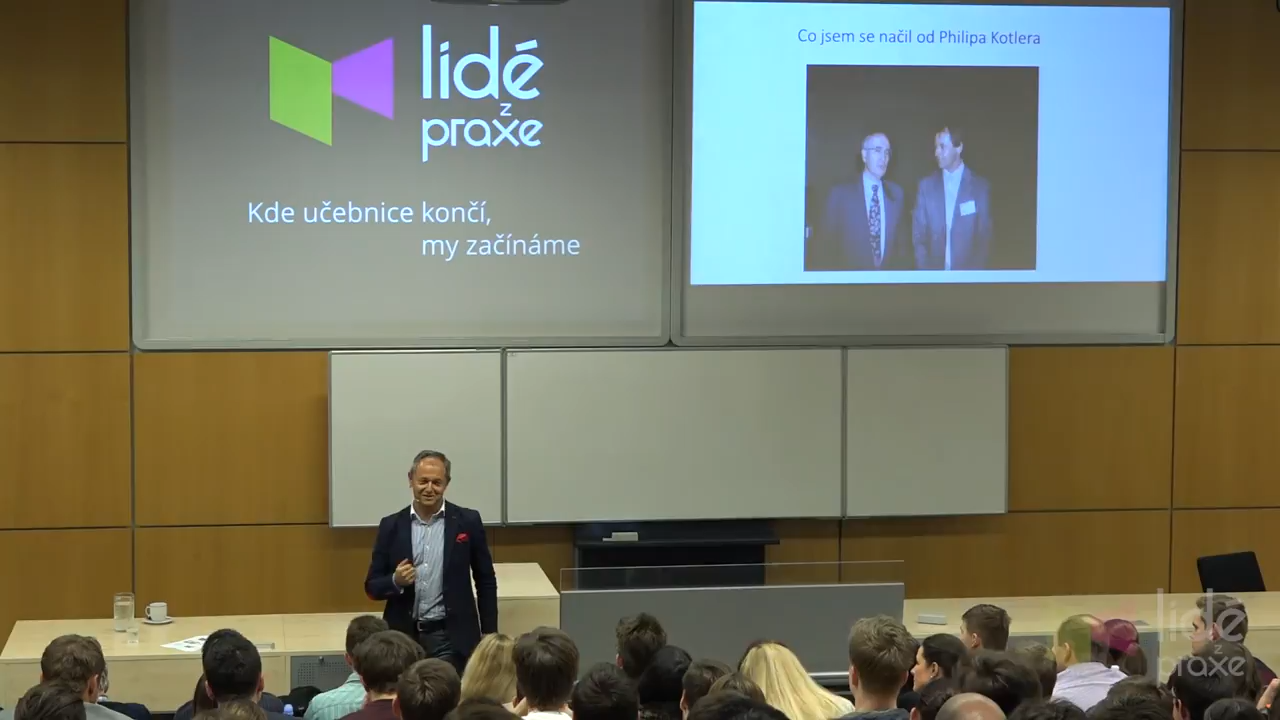 lidé
z
praxe
Kde učebnice končí,
my začínáme
Co jsem se načil od Philipa Kotlera
lidé
z
praxe